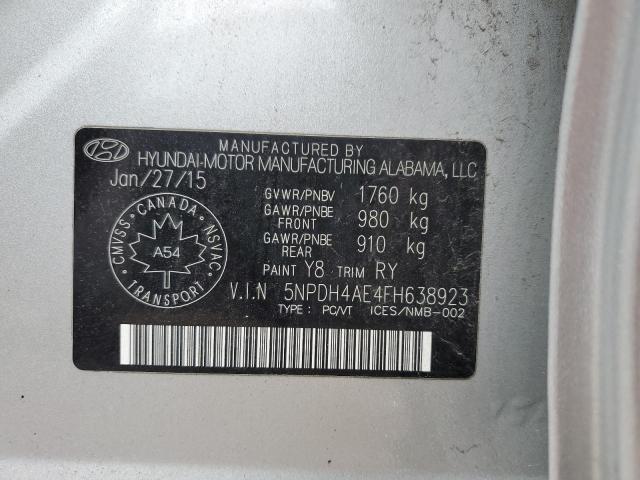 MANUFACTURED BY
HYUNDAI-MOTOR MANUFACTURING ALABAMA, LLC
Jan/27/15
GVWR/PNBV 1760 kg
GAWR/PNBE FRONT 980 kg
GAWR/PNBE REAR 910 kg
PAINT Y8 TRIM RY
V.I.N 5NPDH4AE4FH638923
TYPE : PC/VT ICES/NMB-002
CMVSS · CANADA · NSVAC
A54
TRANSPORT